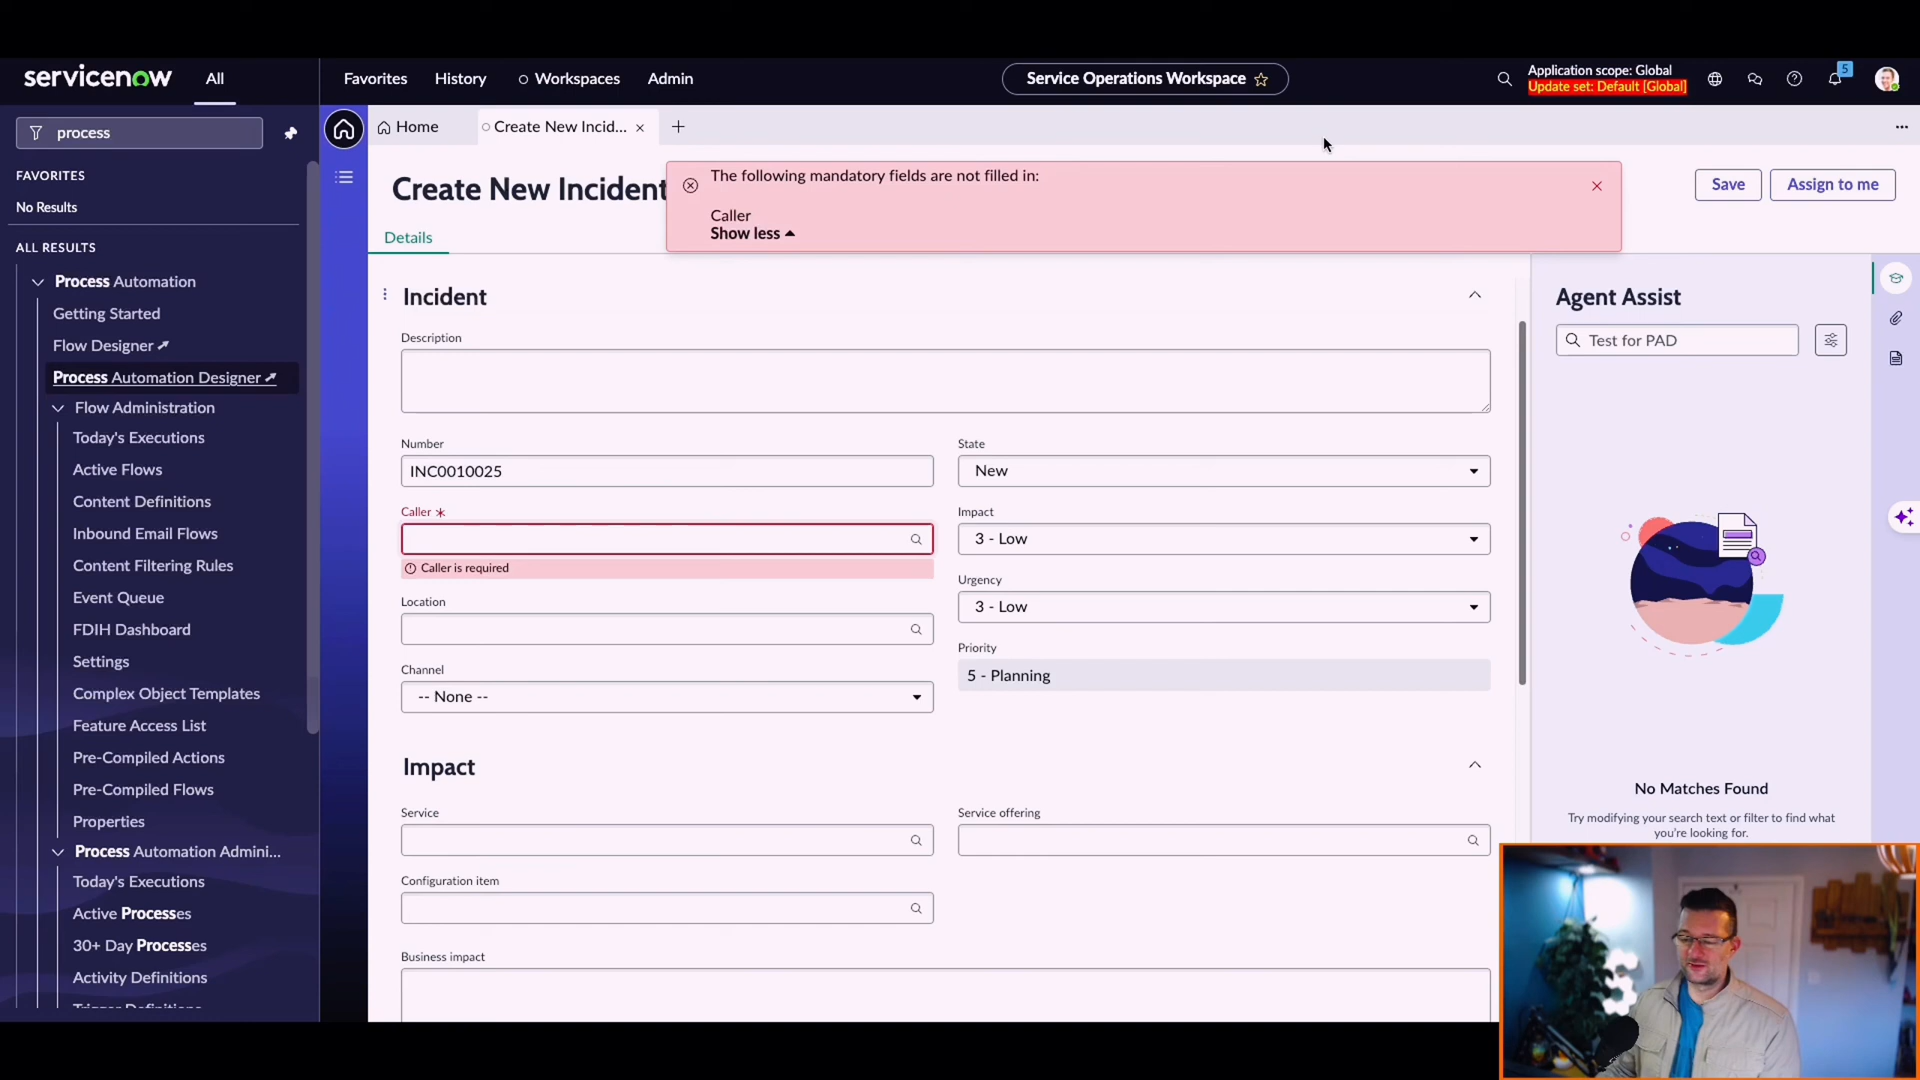 servicenow
All
Favorites
History
Workspaces
Admin
Service Operations Workspace
Application scope: Global
Update set: Default [Global]
5
process
FAVORITES
No Results
ALL RESULTS
Process Automation
Getting Started
Flow Designer
Process Automation Designer
Flow Administration
Today's Executions
Active Flows
Content Definitions
Inbound Email Flows
Content Filtering Rules
Event Queue
FDIH Dashboard
Settings
Complex Object Templates
Feature Access List
Pre-Compiled Actions
Pre-Compiled Flows
Properties
Process Automation Admini...
Today's Executions
Active Processes
30+ Day Processes
Activity Definitions
Home
Create New Incid...
Create New Incident
The following mandatory fields are not filled in:
Caller
Show less
Save
Assign to me
Details
Incident
Description
Number
INC0010025
State
New
Caller
Caller is required
Impact
3 - Low
Location
Urgency
3 - Low
Channel
-- None --
Priority
5 - Planning
Impact
Service
Service offering
Configuration item
Business impact
Agent Assist
Test for PAD
No Matches Found
Try modifying your search text or filter to find what
you're looking for.